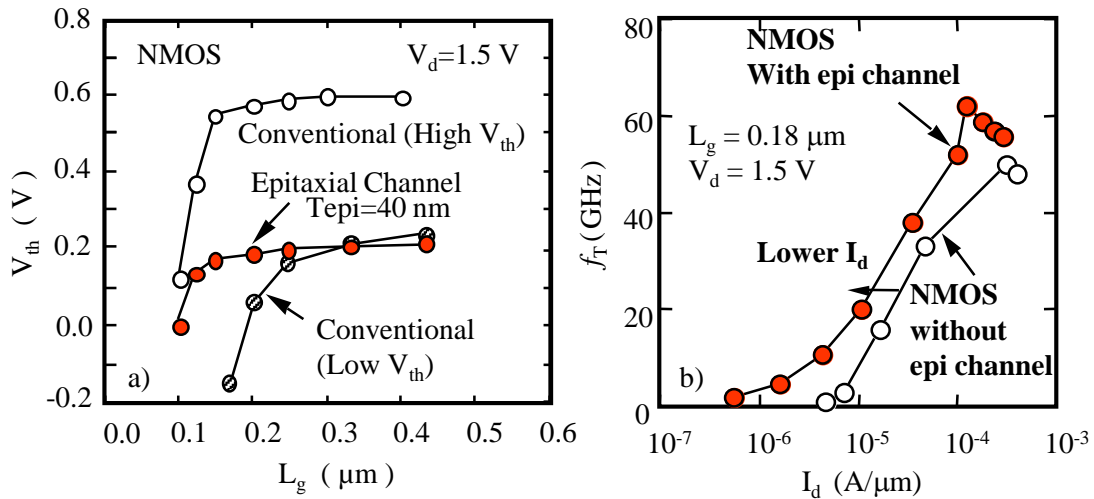 NMOS
V_d=1.5 V
Conventional (High V_th)
Epitaxial Channel
Tepi=40 nm
Conventional
(Low V_th)
a)
V_th ( V )
0.8
0.6
0.4
0.2
0.0
-0.2
0.0 0.1 0.2 0.3 0.4 0.5 0.6
L_g ( μm )
NMOS
With epi channel
L_g = 0.18 μm
V_d = 1.5 V
Lower I_d
NMOS
without
epi channel
b)
f_T (GHz)
80
60
40
20
0
10^-7 10^-6 10^-5 10^-4 10^-3
I_d (A/μm)